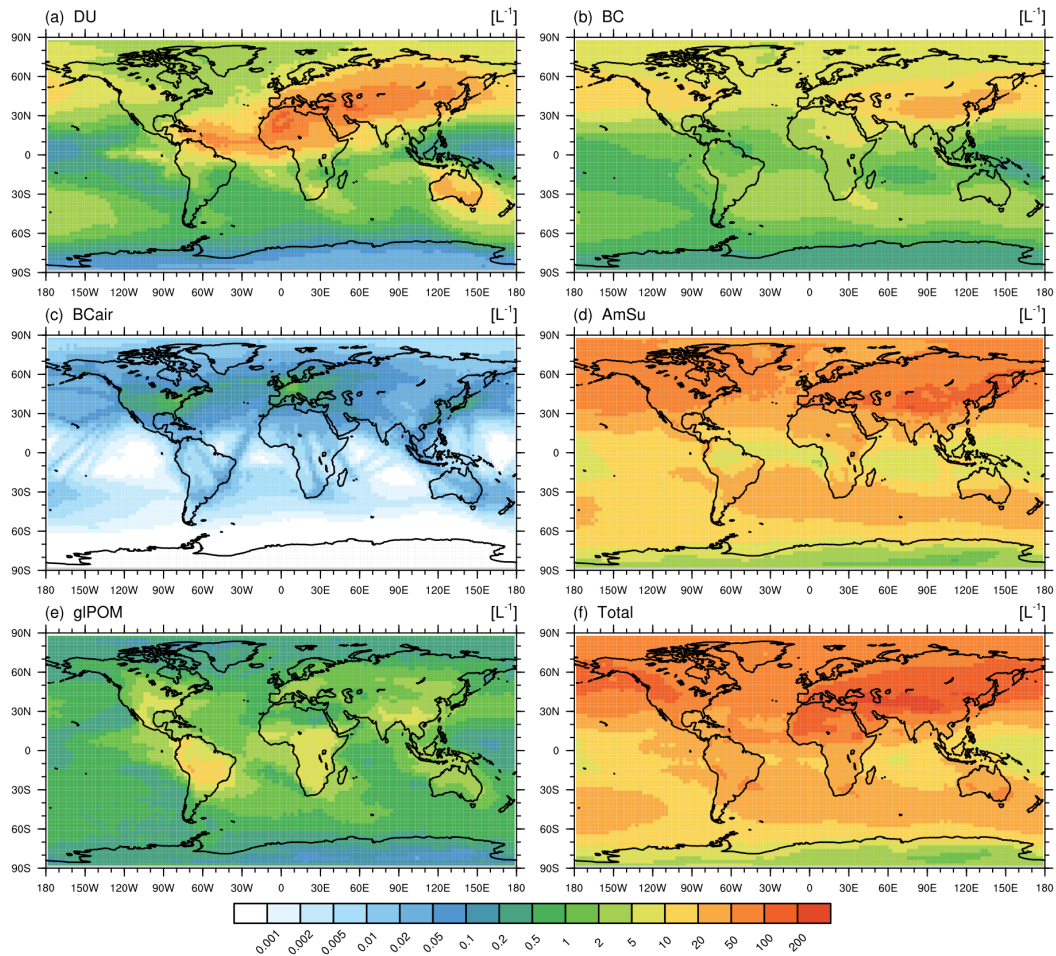 (a) DU [L-1]
(b) BC [L-1]
90N 90N
60N 60N
30N 30N
0 0
30S 30S
60S 60S
90S 90S
180 150W 120W 90W 60W 30W 0 30E 60E 90E 120E 150E 180
180 150W 120W 90W 60W 30W 0 30E 60E 90E 120E 150E 180
(c) BCair [L-1]
(d) AmSu [L-1]
90N 90N
60N 60N
30N 30N
0 0
30S 30S
60S 60S
90S 90S
180 150W 120W 90W 60W 30W 0 30E 60E 90E 120E 150E 180
180 150W 120W 90W 60W 30W 0 30E 60E 90E 120E 150E 180
(e) glPOM [L-1]
(f) Total [L-1]
90N 90N
60N 60N
30N 30N
0 0
30S 30S
60S 60S
90S 90S
180 150W 120W 90W 60W 30W 0 30E 60E 90E 120E 150E 180
180 150W 120W 90W 60W 30W 0 30E 60E 90E 120E 150E 180
0.001 0.002 0.005 0.01 0.02 0.05 0.1 0.2 0.5 1 2 5 10 20 50 100 200